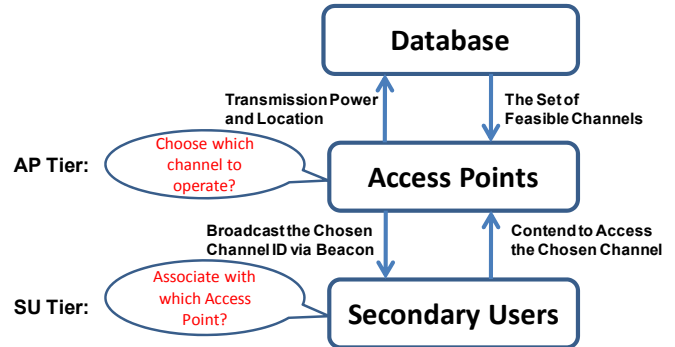 Database
Transmission Power
and Location
The Set of
Feasible Channels
AP Tier:
Choose which
channel to
operate?
Access Points
Broadcast the Chosen
Channel ID via Beacon
Contend to Access
the Chosen Channel
SU Tier:
Associate with
which Access
Point?
Secondary Users